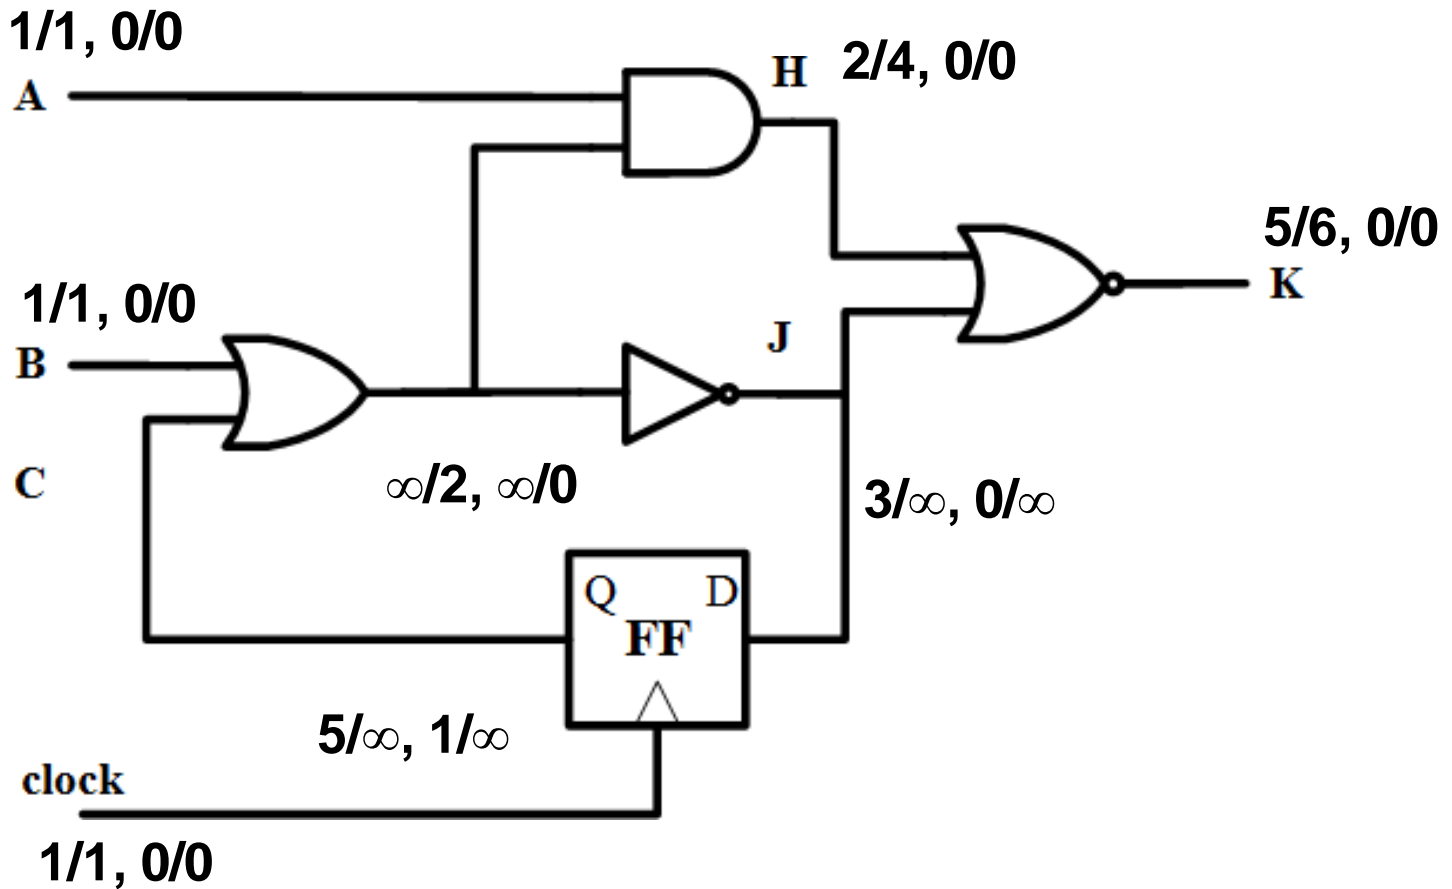 1/1, 0/0
A
H
2/4, 0/0
5/6, 0/0
K
1/1, 0/0
B
J
C
∞/2, ∞/0
3/∞, 0/∞
Q
D
FF
5/∞, 1/∞
clock
1/1, 0/0